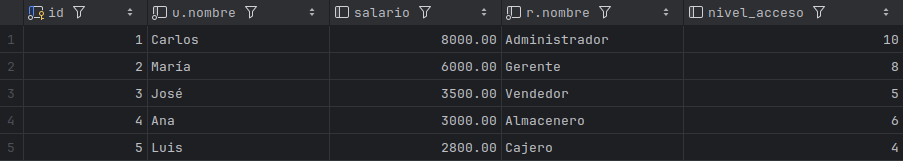 id u.nombre salario r.nombre nivel_acceso
1 1 Carlos 8000.00 Administrador 10
2 2 María 6000.00 Gerente 8
3 3 José 3500.00 Vendedor 5
4 4 Ana 3000.00 Almacenero 6
5 5 Luis 2800.00 Cajero 4